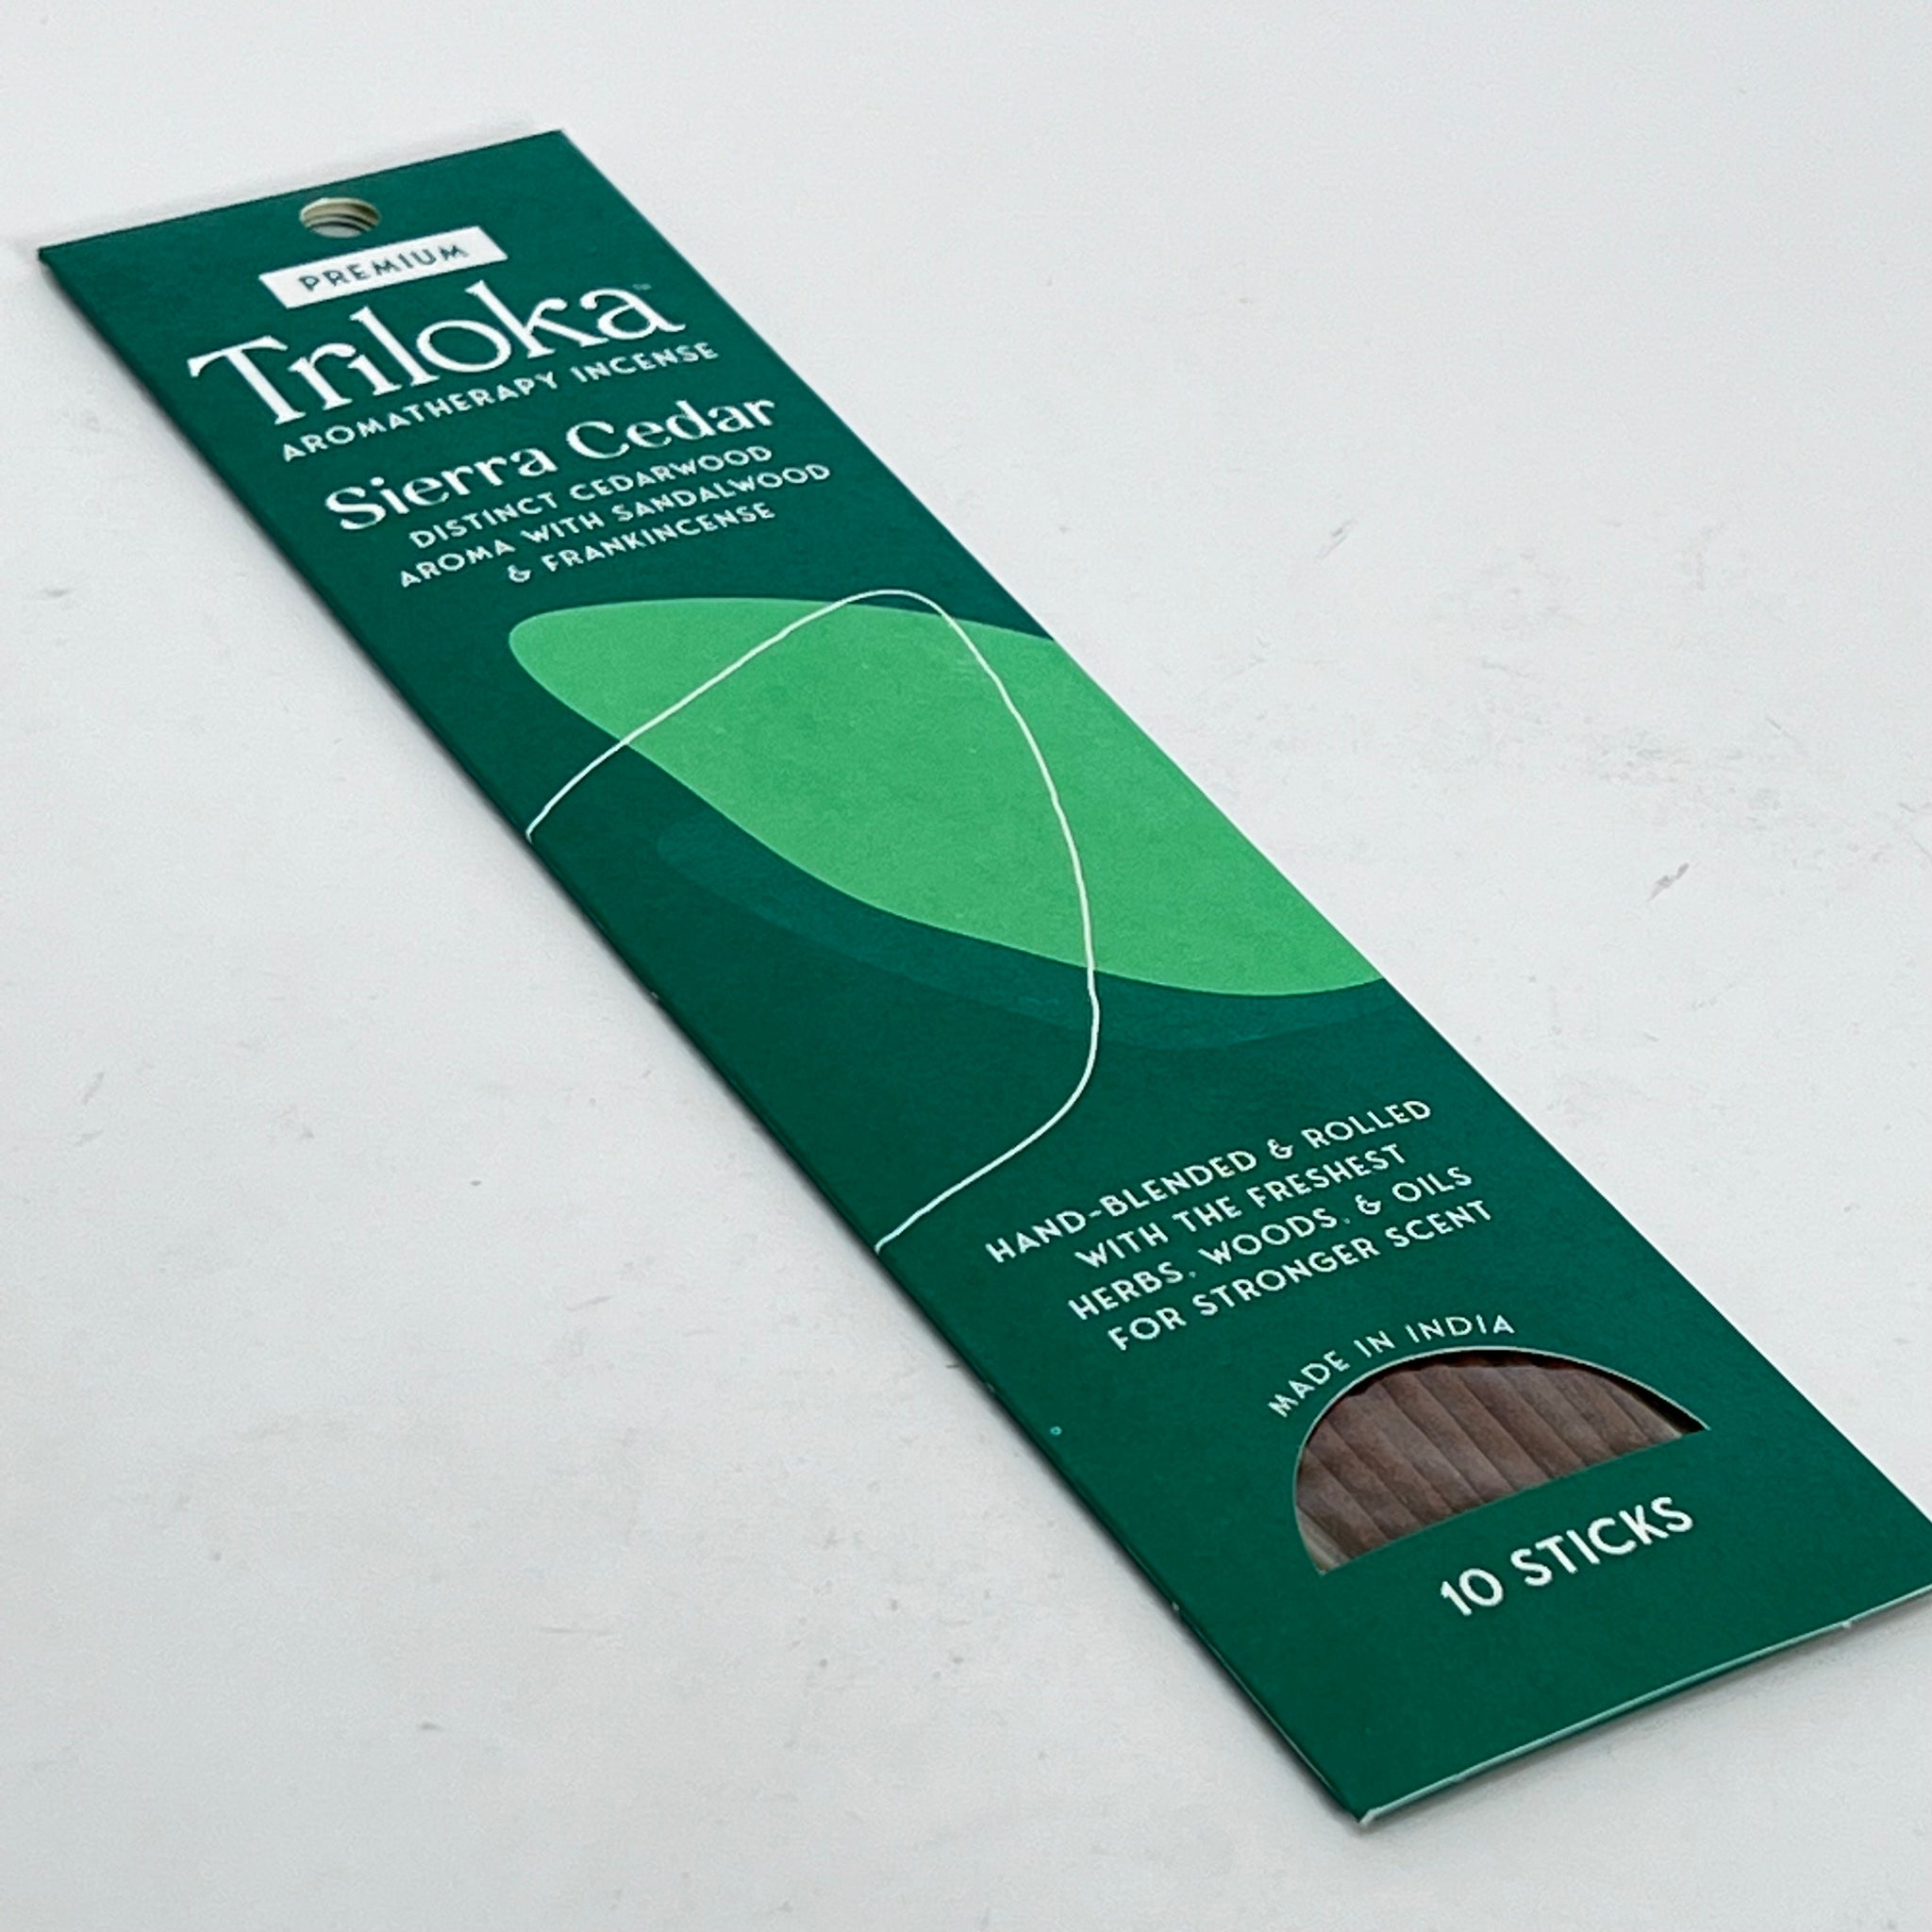 PREMIUM
Triloka™
AROMATHERAPY INCENSE
Sierra Cedar
DISTINCT CEDARWOOD
AROMA WITH SANDALWOOD
& FRANKINCENSE
HAND-BLENDED & ROLLED
WITH THE FRESHEST
HERBS, WOODS, & OILS
FOR STRONGER SCENT
MADE IN INDIA
10 STICKS